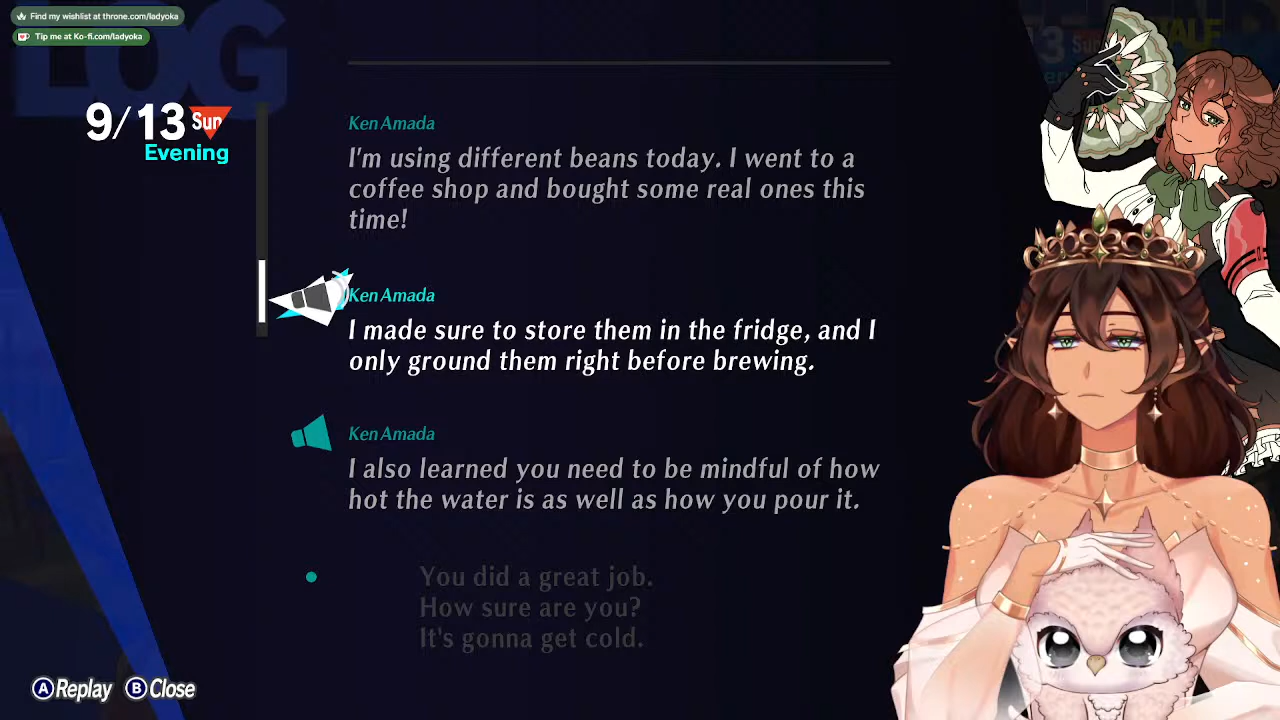 Find my wishlist at throne.com/ladyoka
Tip me at Ko-fi.com/ladyoka
LOG
9/13 Sun
Evening
Ken Amada
I'm using different beans today. I went to a
coffee shop and bought some real ones this
time!
Ken Amada
I made sure to store them in the fridge, and I
only ground them right before brewing.
Ken Amada
I also learned you need to be mindful of how
hot the water is as well as how you pour it.
You did a great job.
How sure are you?
It's gonna get cold.
A Replay B Close